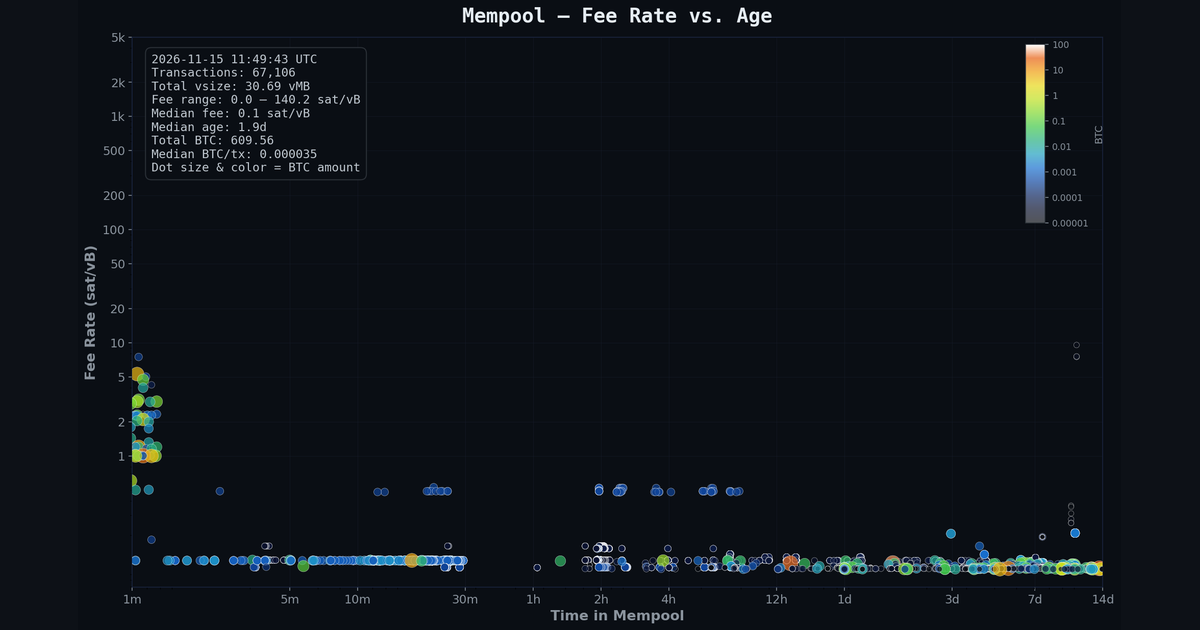 Mempool — Fee Rate vs. Age
2026-11-15 11:49:43 UTC
Transactions: 67,106
Total vsize: 30.69 vMB
Fee range: 0.0 – 140.2 sat/vB
Median fee: 0.1 sat/vB
Median age: 1.9d
Total BTC: 609.56
Median BTC/tx: 0.000035
Dot size & color = BTC amount
100
10
1
0.1
0.01
0.001
0.0001
0.00001
BTC
Fee Rate (sat/vB)
5k
2k
1k
500
200
100
50
20
10
5
2
1
1m
5m
10m
30m
1h
2h
4h
12h
1d
3d
7d
14d
Time in Mempool